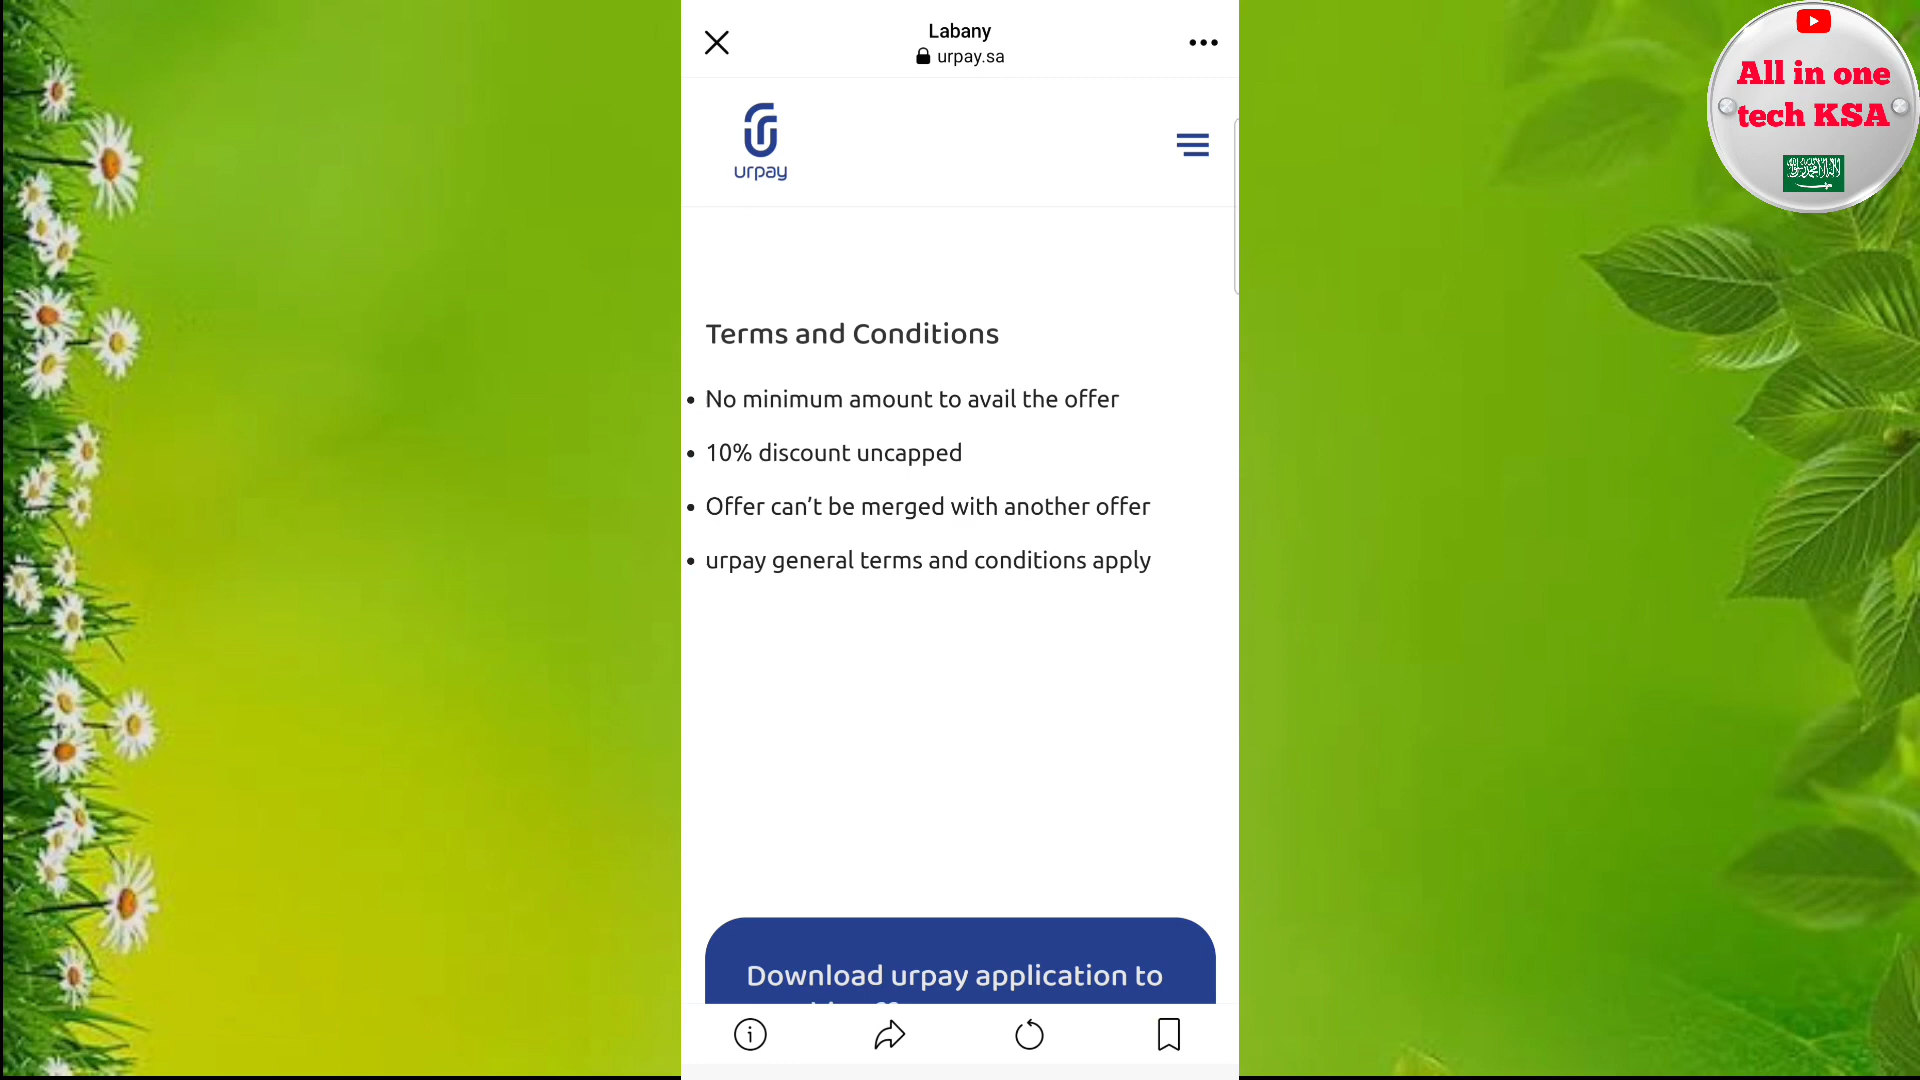 Labany
urpay.sa
urpay
All in one
tech KSA
Terms and Conditions
• No minimum amount to avail the offer
• 10% discount uncapped
• Offer can’t be merged with another offer
• urpay general terms and conditions apply
Download urpay application to